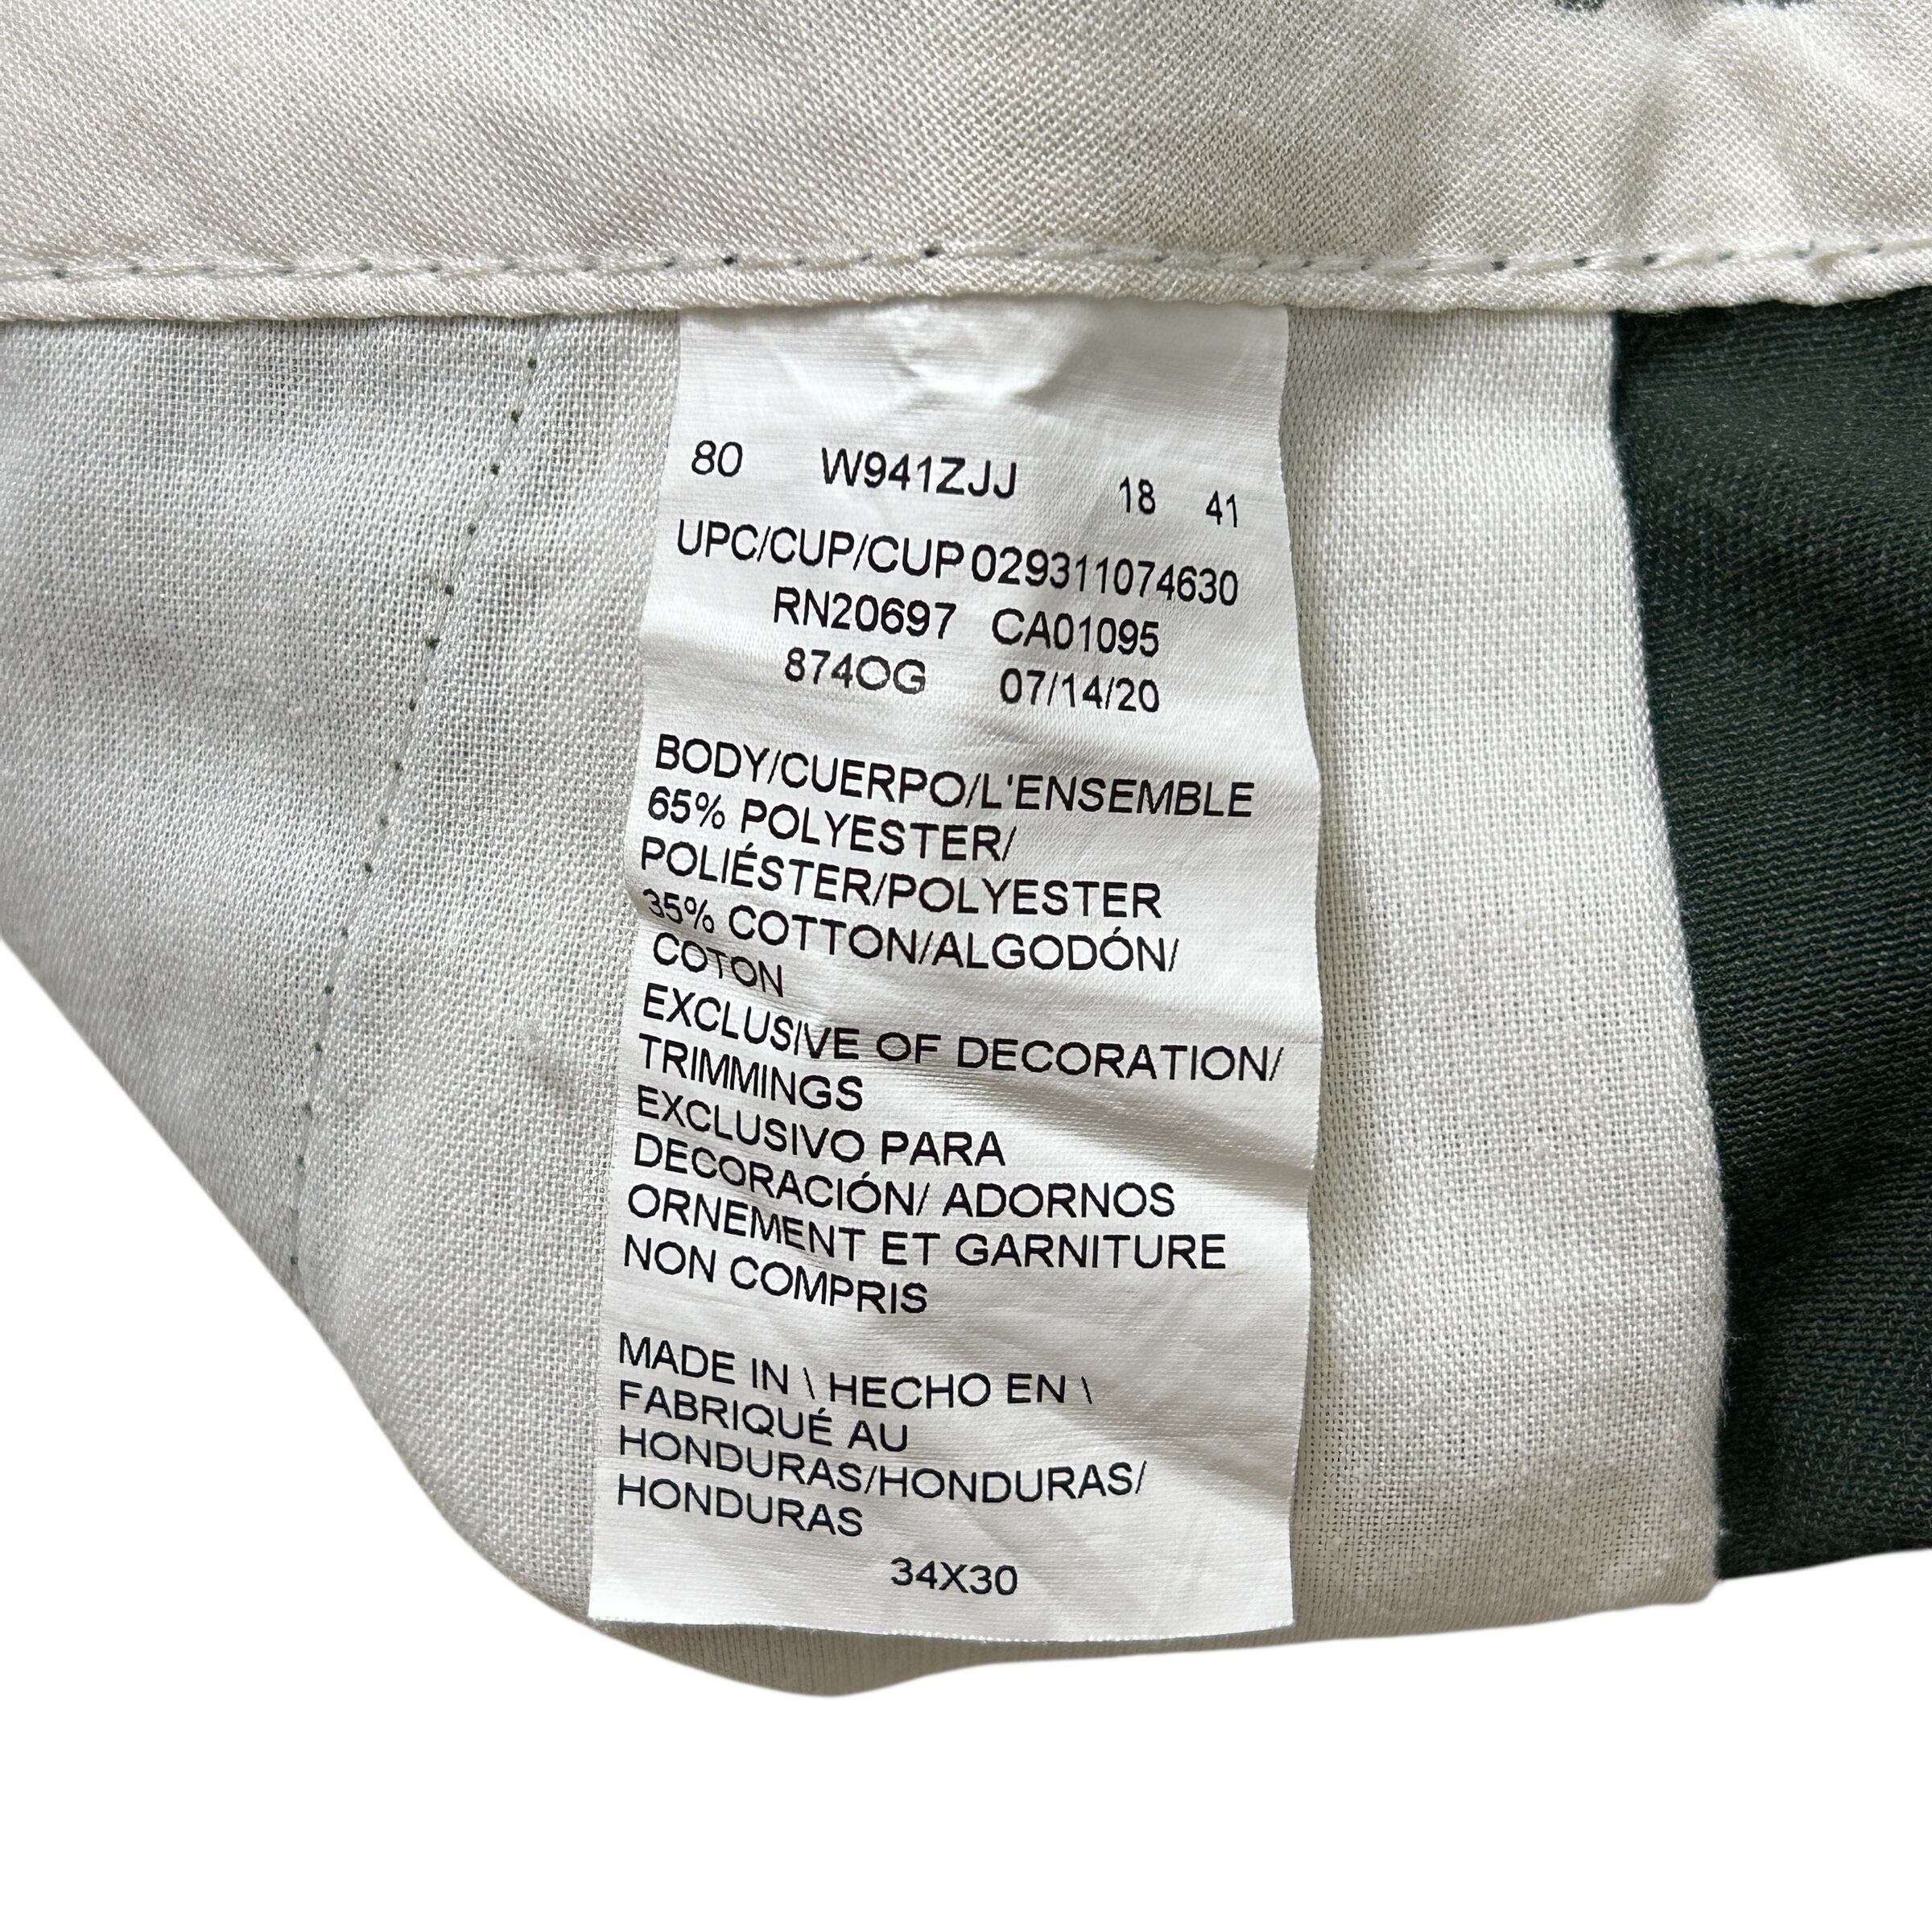 80 W941ZJJ 18 41
UPC/CUP/CUP 029311074630
RN20697 CA01095
874OG 07/14/20
BODY/CUERPO/L'ENSEMBLE
65% POLYESTER/
POLIÉSTER/POLYESTER
35% COTTON/ALGODÓN/
COTON
EXCLUSIVE OF DECORATION/
TRIMMINGS
EXCLUSIVO PARA
DECORACIÓN/ ADORNOS
ORNEMENT ET GARNITURE
NON COMPRIS
MADE IN \ HECHO EN \
FABRIQUÉ AU
HONDURAS/HONDURAS/
HONDURAS
34X30